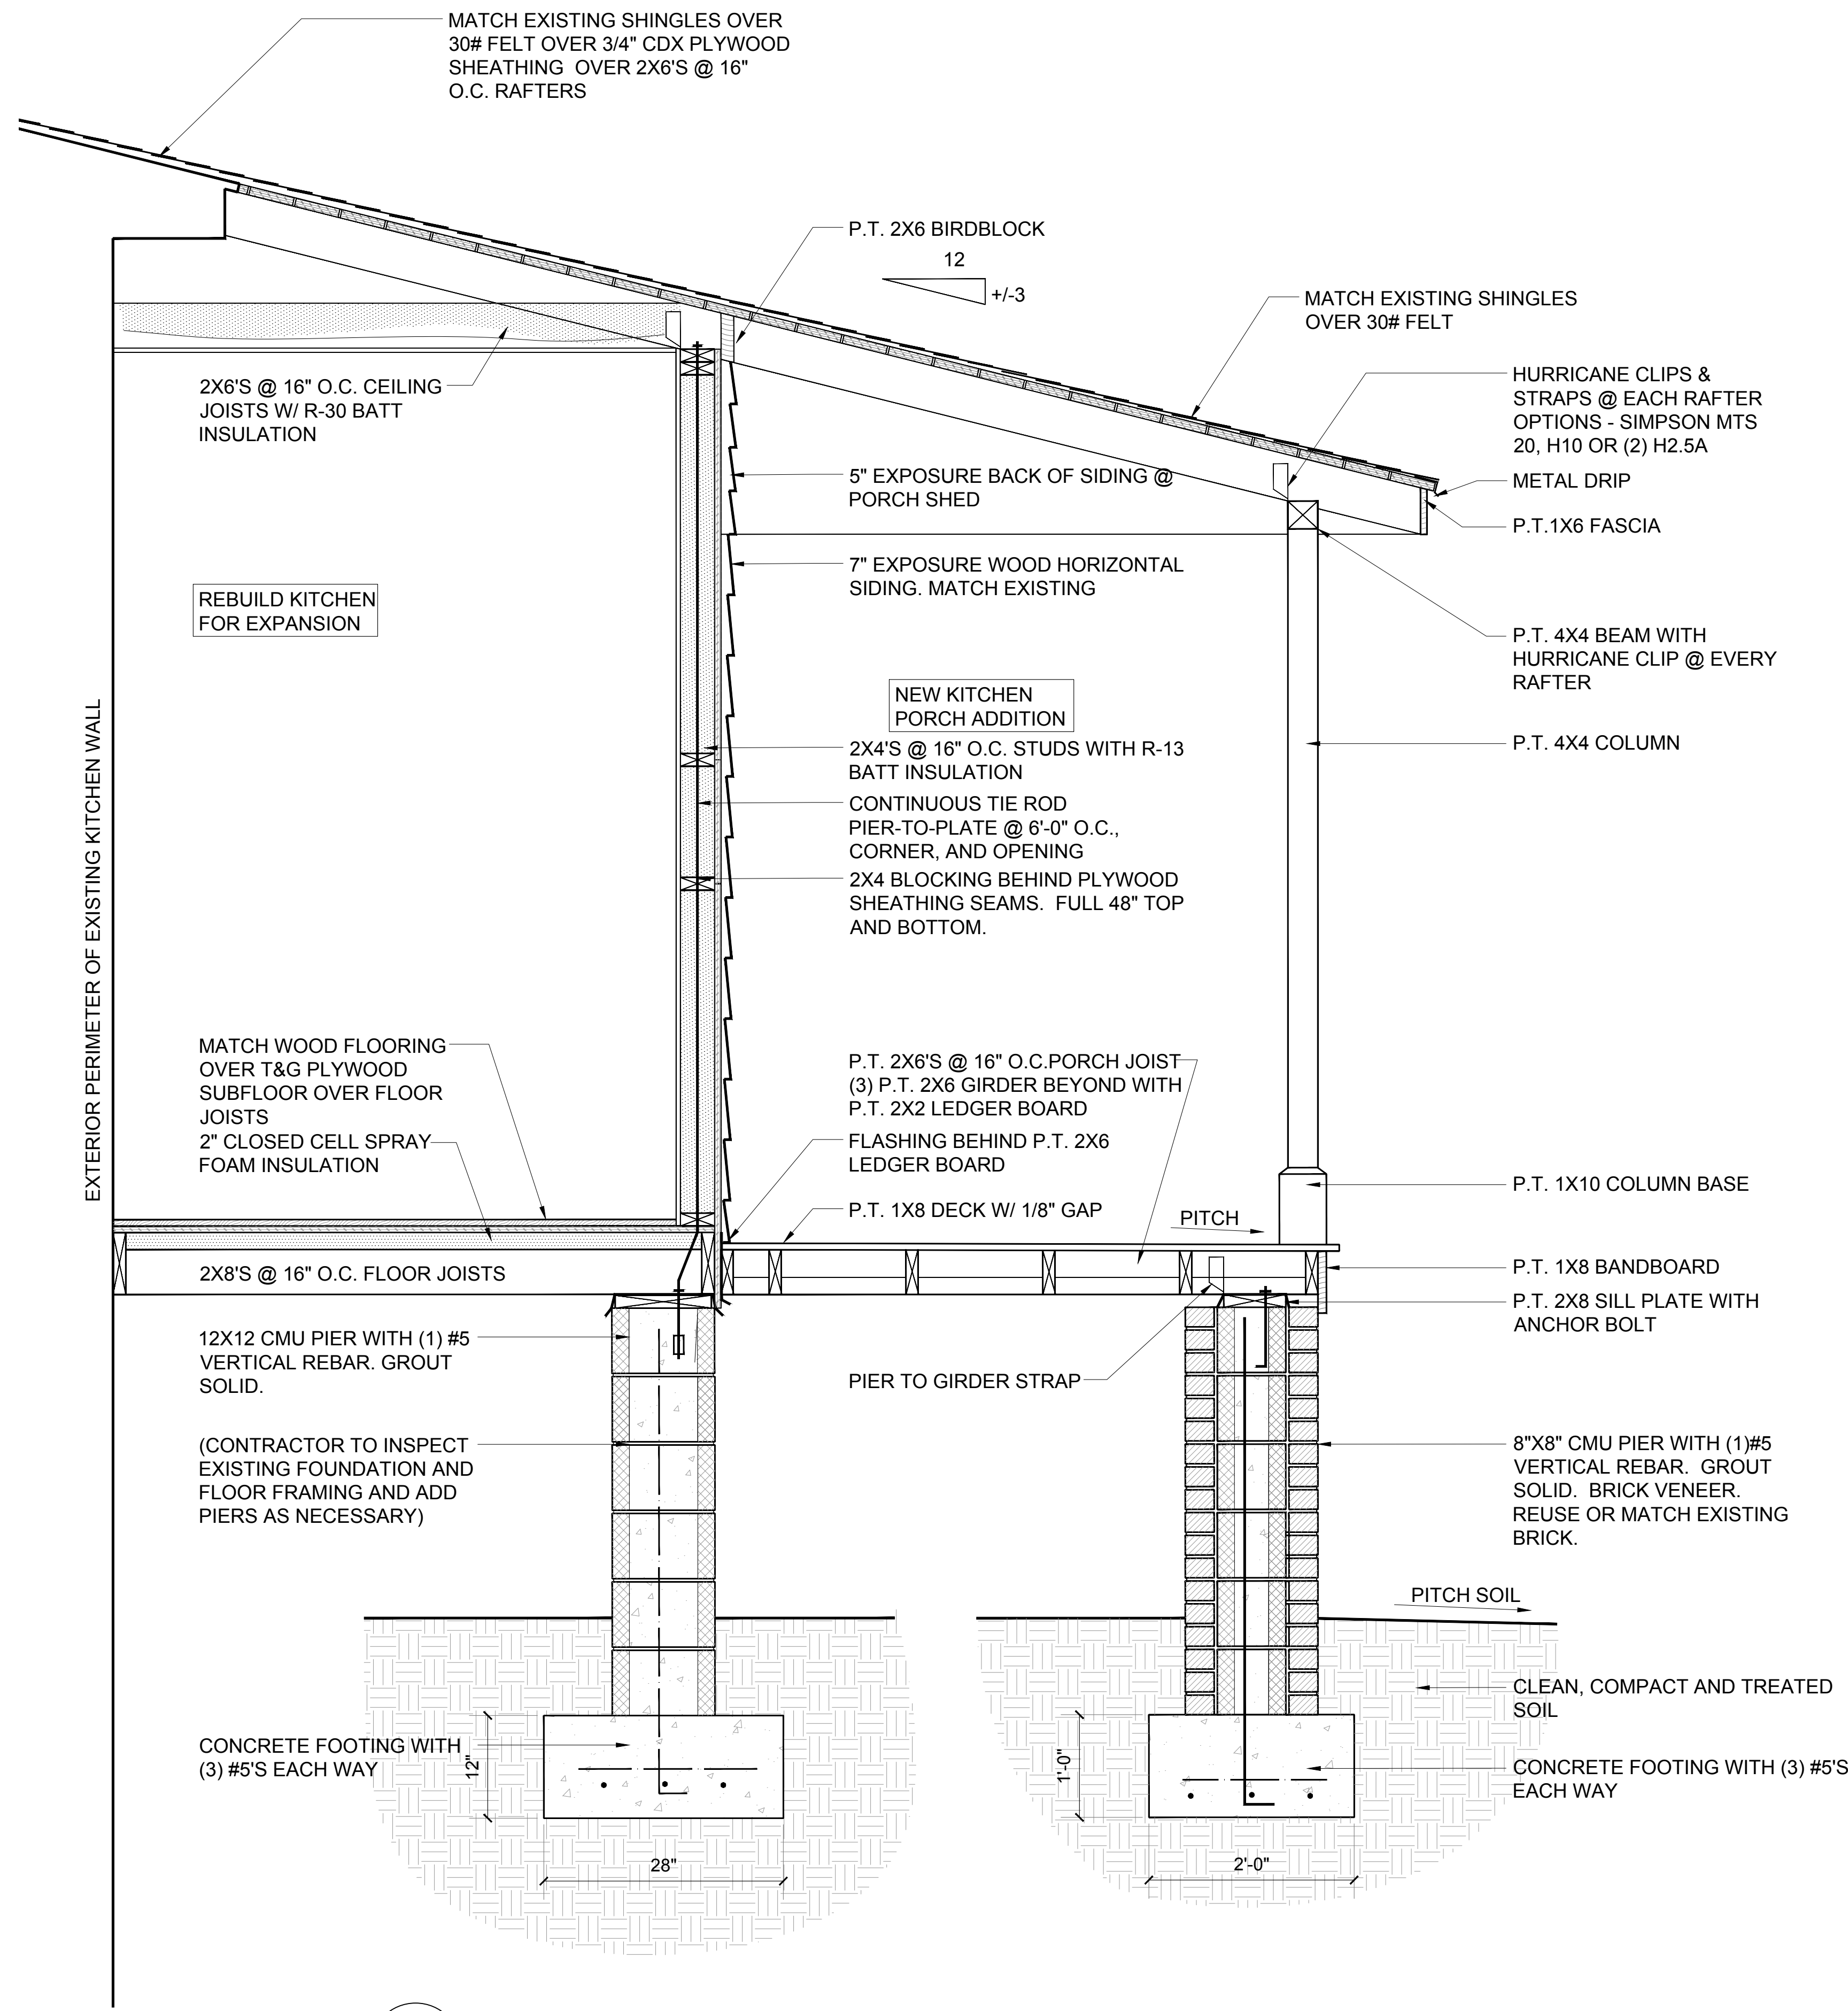 MATCH EXISTING SHINGLES OVER
30# FELT OVER 3/4" CDX PLYWOOD
SHEATHING OVER 2X6'S @ 16"
O.C. RAFTERS
P.T. 2X6 BIRDBLOCK
12
+/-3
MATCH EXISTING SHINGLES
OVER 30# FELT
2X6'S @ 16" O.C. CEILING
JOISTS W/ R-30 BATT
INSULATION
HURRICANE CLIPS &
STRAPS @ EACH RAFTER
OPTIONS - SIMPSON MTS
20, H10 OR (2) H2.5A
METAL DRIP
P.T.1X6 FASCIA
5" EXPOSURE BACK OF SIDING @
PORCH SHED
7" EXPOSURE WOOD HORIZONTAL
SIDING. MATCH EXISTING
REBUILD KITCHEN
FOR EXPANSION
P.T. 4X4 BEAM WITH
HURRICANE CLIP @ EVERY
RAFTER
NEW KITCHEN
PORCH ADDITION
P.T. 4X4 COLUMN
2X4'S @ 16" O.C. STUDS WITH R-13
BATT INSULATION
CONTINUOUS TIE ROD
PIER-TO-PLATE @ 6'-0" O.C.,
CORNER, AND OPENING
2X4 BLOCKING BEHIND PLYWOOD
SHEATHING SEAMS. FULL 48" TOP
AND BOTTOM.
EXTERIOR PERIMETER OF EXISTING KITCHEN WALL
MATCH WOOD FLOORING
OVER T&G PLYWOOD
SUBFLOOR OVER FLOOR
JOISTS
2" CLOSED CELL SPRAY
FOAM INSULATION
P.T. 2X6'S @ 16" O.C.PORCH JOIST
(3) P.T. 2X6 GIRDER BEYOND WITH
P.T. 2X2 LEDGER BOARD
FLASHING BEHIND P.T. 2X6
LEDGER BOARD
P.T. 1X8 DECK W/ 1/8" GAP
PITCH
P.T. 1X10 COLUMN BASE
2X8'S @ 16" O.C. FLOOR JOISTS
P.T. 1X8 BANDBOARD
P.T. 2X8 SILL PLATE WITH
ANCHOR BOLT
12X12 CMU PIER WITH (1) #5
VERTICAL REBAR. GROUT
SOLID.
PIER TO GIRDER STRAP
(CONTRACTOR TO INSPECT
EXISTING FOUNDATION AND
FLOOR FRAMING AND ADD
PIERS AS NECESSARY)
8"X8" CMU PIER WITH (1)#5
VERTICAL REBAR. GROUT
SOLID. BRICK VENEER.
REUSE OR MATCH EXISTING
BRICK.
PITCH SOIL
CLEAN, COMPACT AND TREATED
SOIL
CONCRETE FOOTING WITH
(3) #5'S EACH WAY
12"
1'-0"
CONCRETE FOOTING WITH (3) #5'S
EACH WAY
28"
2'-0"